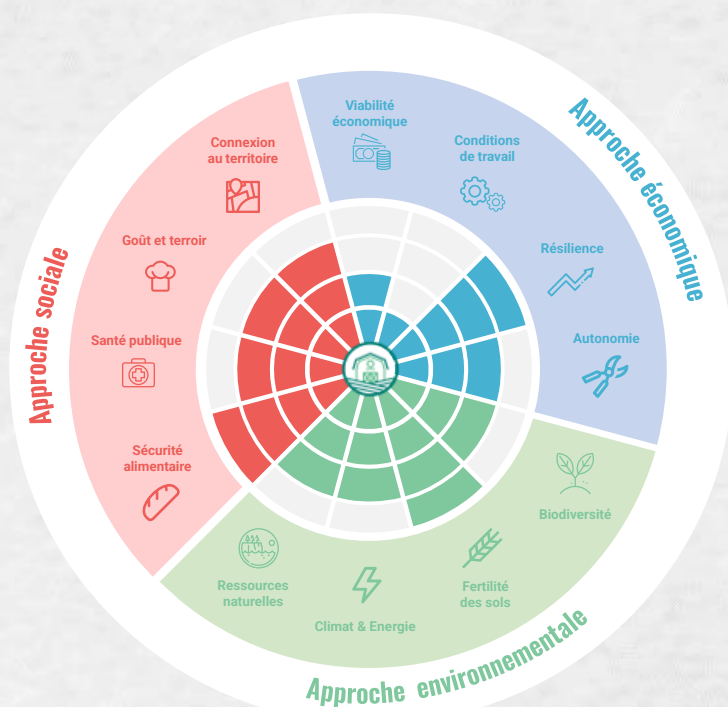 Approche économique
Viabilité
économique
Conditions
de travail
Résilience
Autonomie
Approche environnementale
Biodiversité
Fertilité
des sols
Climat & Energie
Ressources
naturelles
Approche sociale
Sécurité
alimentaire
Santé publique
Goût et terroir
Connexion
au territoire